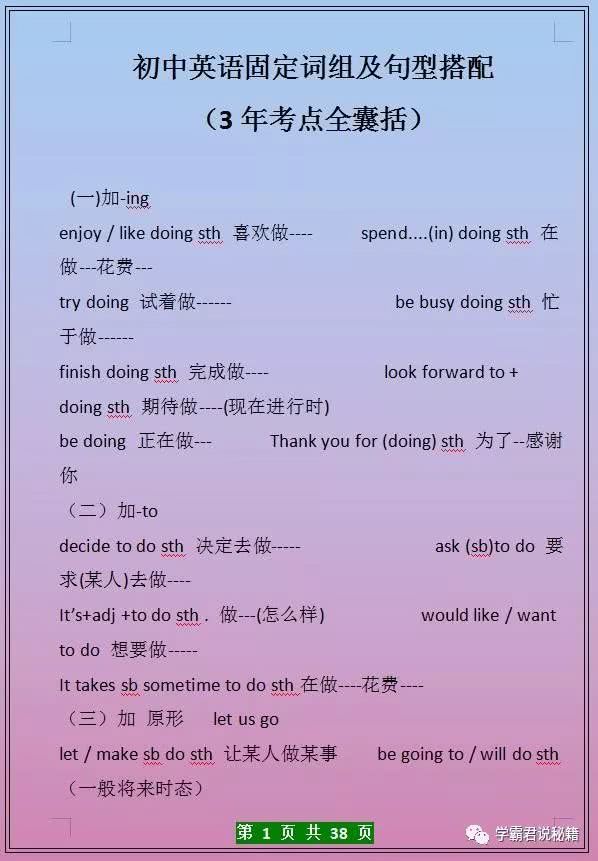 初中英语固定词组及句型搭配
（3 年考点全囊括）
(一)加-ing
enjoy / like doing sth 喜欢做---- spend....(in) doing sth 在
做---花费---
try doing 试着做------ be busy doing sth 忙
于做------
finish doing sth 完成做---- look forward to +
doing sth 期待做----(现在进行时)
be doing 正在做--- Thank you for (doing) sth 为了--感谢
你
（二）加-to
decide to do sth 决定去做----- ask (sb)to do 要
求(某人)去做----
It’s+adj +to do sth . 做---(怎么样) would like / want
to do 想要做-----
It takes sb sometime to do sth 在做----花费----
（三）加 原形 let us go
let / make sb do sth 让某人做某事 be going to / will do sth
（一般将来时态）
第 1 页 共 38 页
学霸君说秘籍